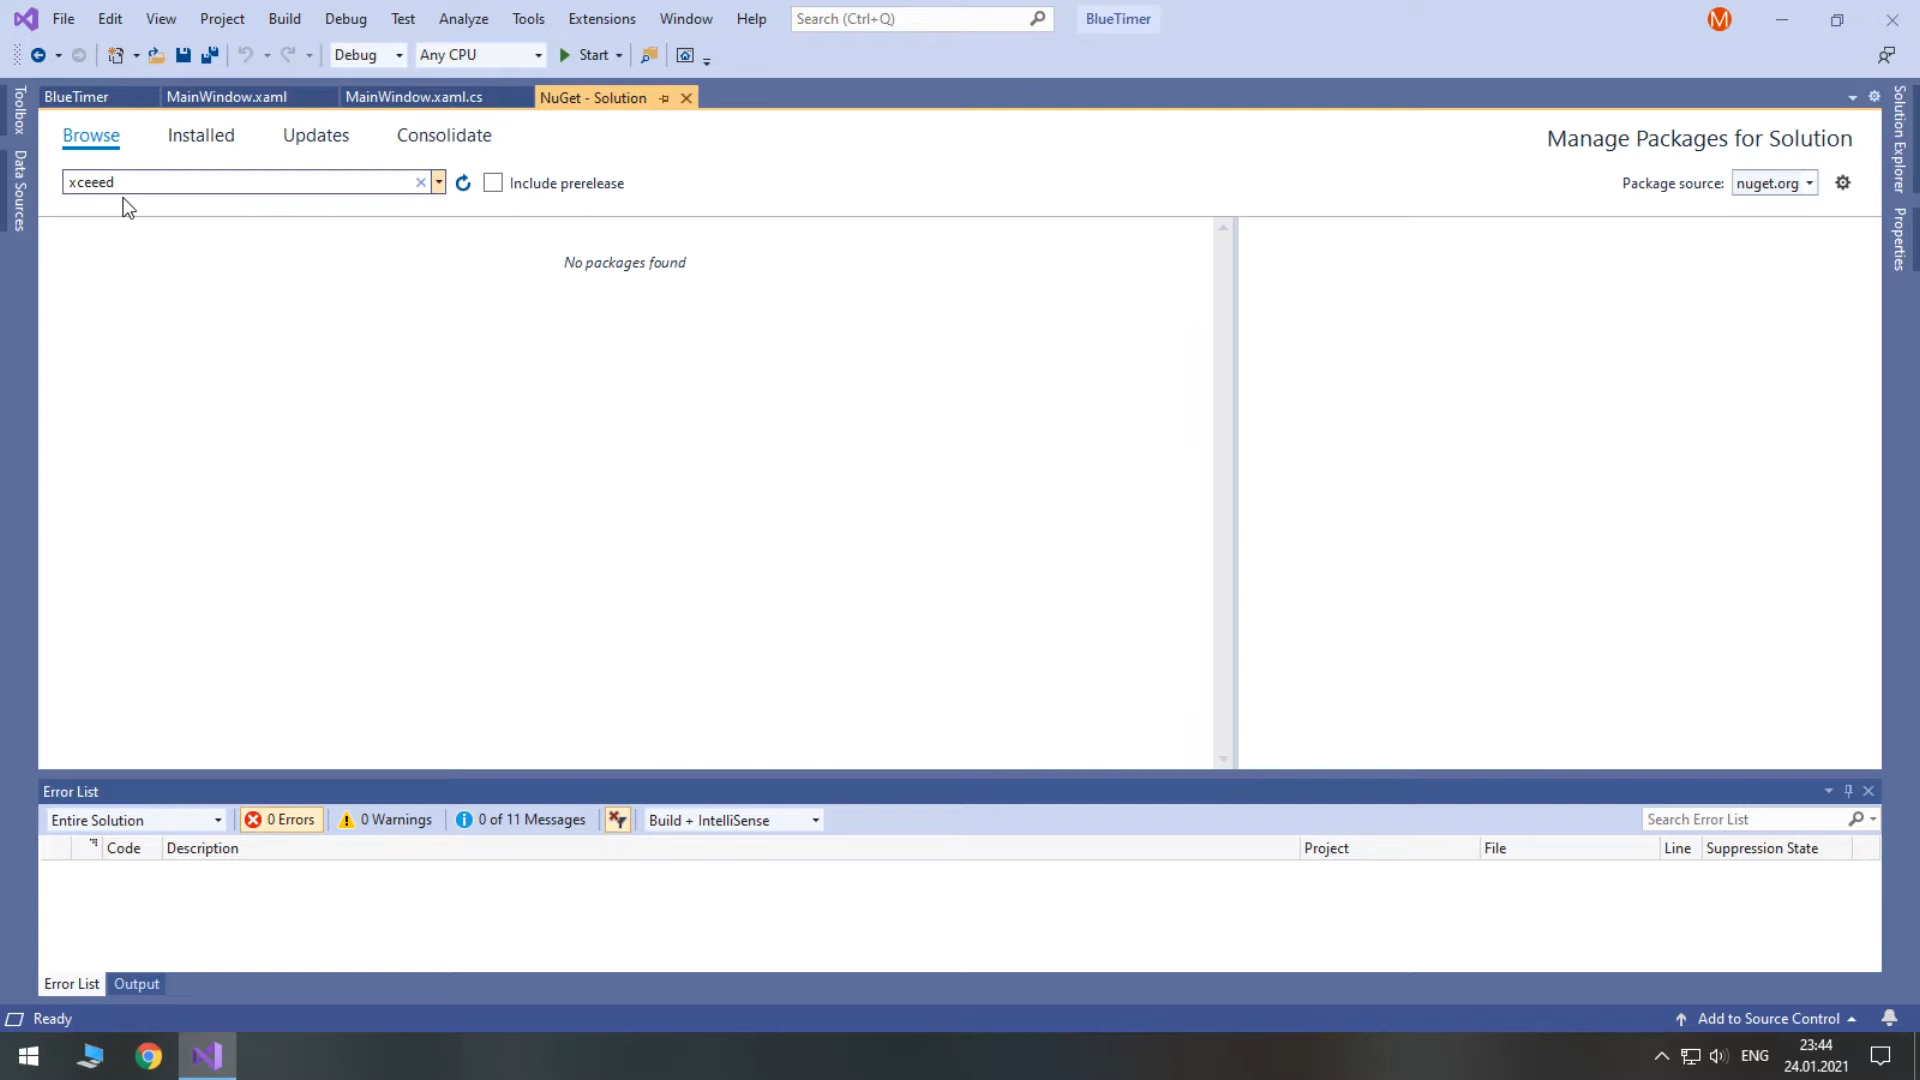 File Edit View Project Build Debug Test Analyze Tools Extensions Window Help Search (Ctrl+Q) BlueTimer M
Debug Any CPU Start
Toolbox
Data Sources
BlueTimer MainWindow.xaml MainWindow.xaml.cs NuGet - Solution
Browse Installed Updates Consolidate
Manage Packages for Solution
xceeed Include prerelease
Package source: nuget.org
No packages found
Solution Explorer
Properties
Error List
Entire Solution 0 Errors 0 Warnings 0 of 11 Messages Build + IntelliSense Search Error List
Code Description Project File Line Suppression State
Error List Output
Ready Add to Source Control
ENG 23:44
24.01.2021